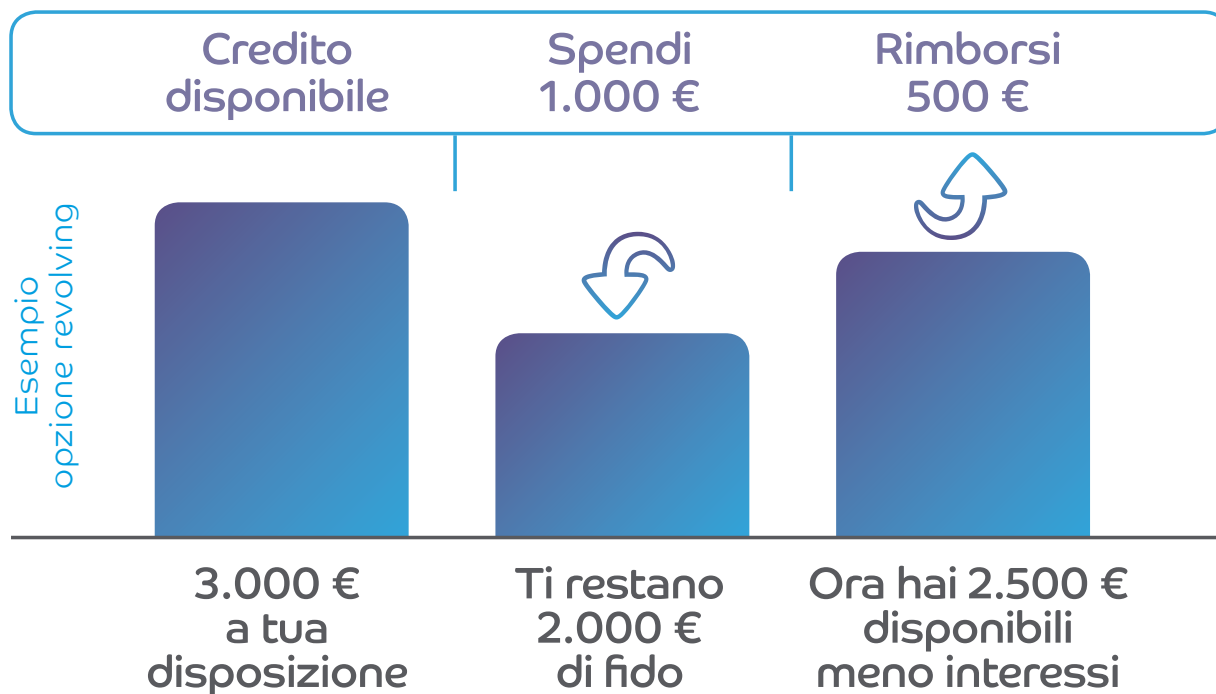 Credito
disponibile
Spendi
1.000 €
Rimborsi
500 €
Esempio
opzione revolving
3.000 €
a tua
disposizione
Ti restano
2.000 €
di fido
Ora hai 2.500 €
disponibili
meno interessi